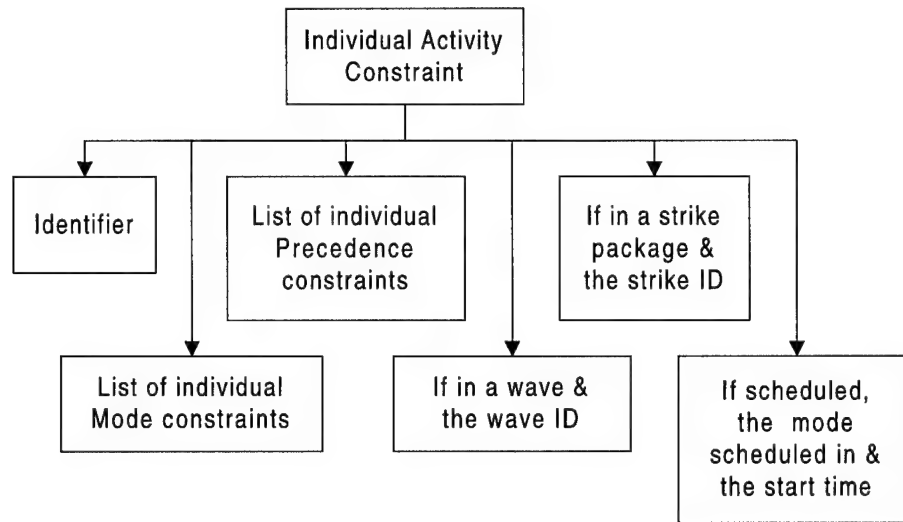 Individual Activity
Constraint
Identifier
List of individual
Precedence
constraints
If in a strike
package &
the strike ID
List of individual
Mode constraints
If in a wave &
the wave ID
If scheduled,
the mode
scheduled in &
the start time